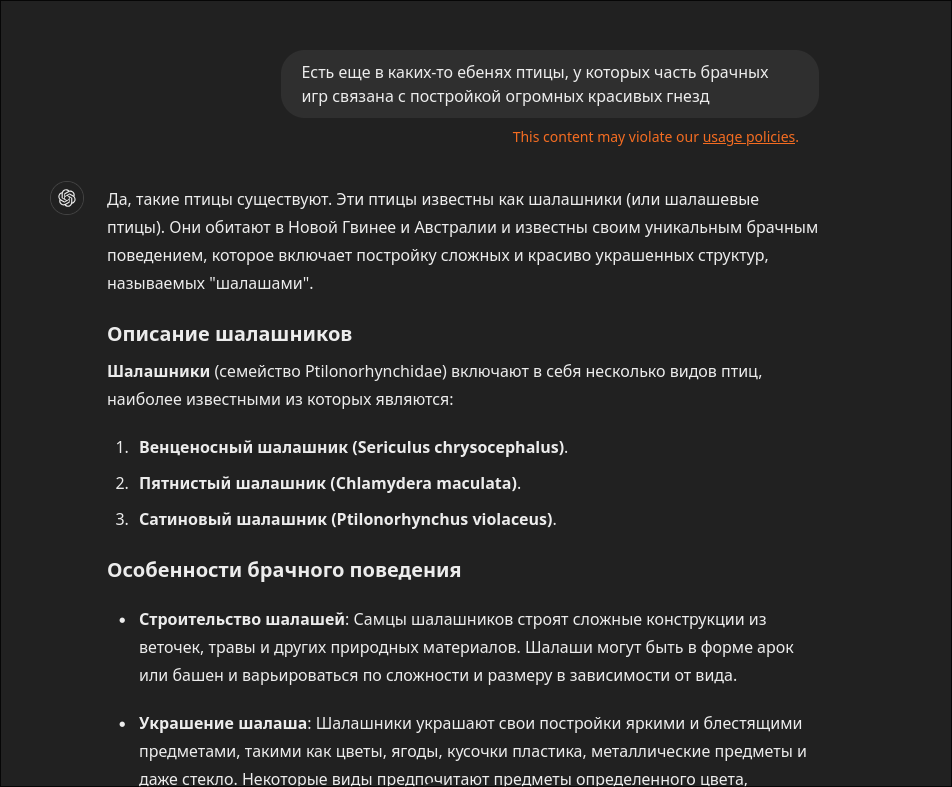 Есть еще в каких-то ебенях птицы, у которых часть брачных
игр связана с постройкой огромных красивых гнезд
This content may violate our usage policies.
Да, такие птицы существуют. Эти птицы известны как шалашники (или шалашевые
птицы). Они обитают в Новой Гвинее и Австралии и известны своим уникальным брачным
поведением, которое включает постройку сложных и красиво украшенных структур,
называемых "шалашами".
Описание шалашников
Шалашники (семейство Ptilonorhynchidae) включают в себя несколько видов птиц,
наиболее известными из которых являются:
1. Венценосный шалашник (Sericulus chrysocephalus).
2. Пятнистый шалашник (Chlamydera maculata).
3. Сатиновый шалашник (Ptilonorhynchus violaceus).
Особенности брачного поведения
• Строительство шалашей: Самцы шалашников строят сложные конструкции из
веточек, травы и других природных материалов. Шалаши могут быть в форме арок
или башен и варьироваться по сложности и размеру в зависимости от вида.
• Украшение шалаша: Шалашники украшают свои постройки яркими и блестящими
предметами, такими как цветы, ягоды, кусочки пластика, металлические предметы и
даже стекло. Некоторые виды предпочитают предметы определенного цвета,